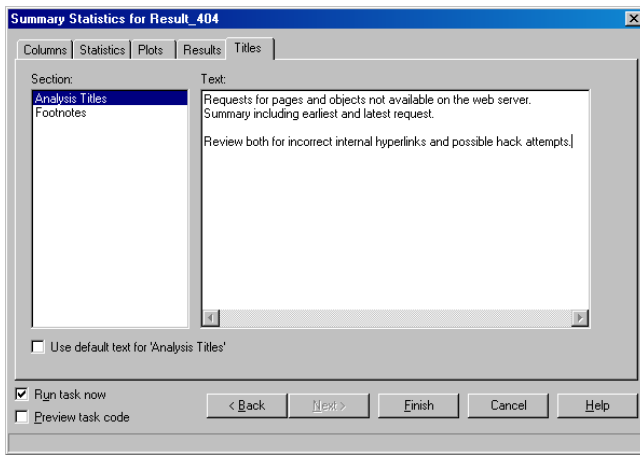 Summary Statistics for Result_404
Columns Statistics Plots Results Titles
Section:
Text:
Analysis Titles
Footnotes
Requests for pages and objects not available on the web server.
Summary including earliest and latest request.
Review both for incorrect internal hyperlinks and possible hack attempts.
Use default text for 'Analysis Titles'
Run task now
Preview task code
< Back Next > Finish Cancel Help